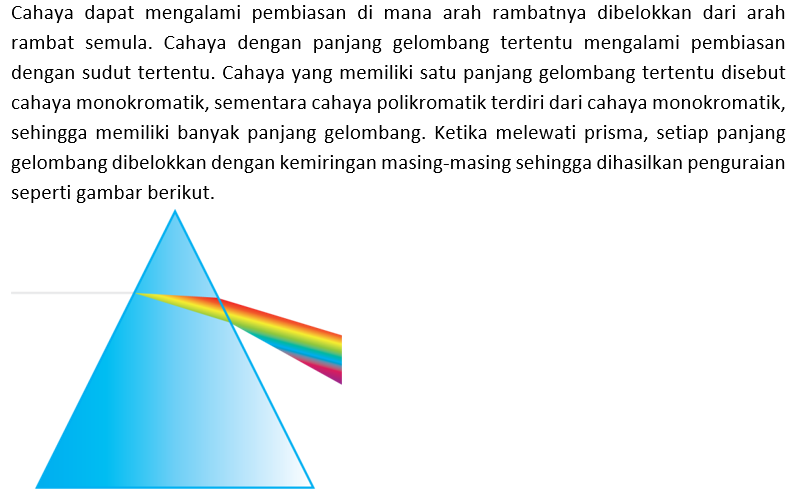 Cahaya dapat mengalami pembiasan di mana arah rambatnya dibelokkan dari arah
rambat semula. Cahaya dengan panjang gelombang tertentu mengalami pembiasan
dengan sudut tertentu. Cahaya yang memiliki satu panjang gelombang tertentu disebut
cahaya monokromatik, sementara cahaya polikromatik terdiri dari cahaya monokromatik,
sehingga memiliki banyak panjang gelombang. Ketika melewati prisma, setiap panjang
gelombang dibelokkan dengan kemiringan masing-masing sehingga dihasilkan penguraian
seperti gambar berikut.